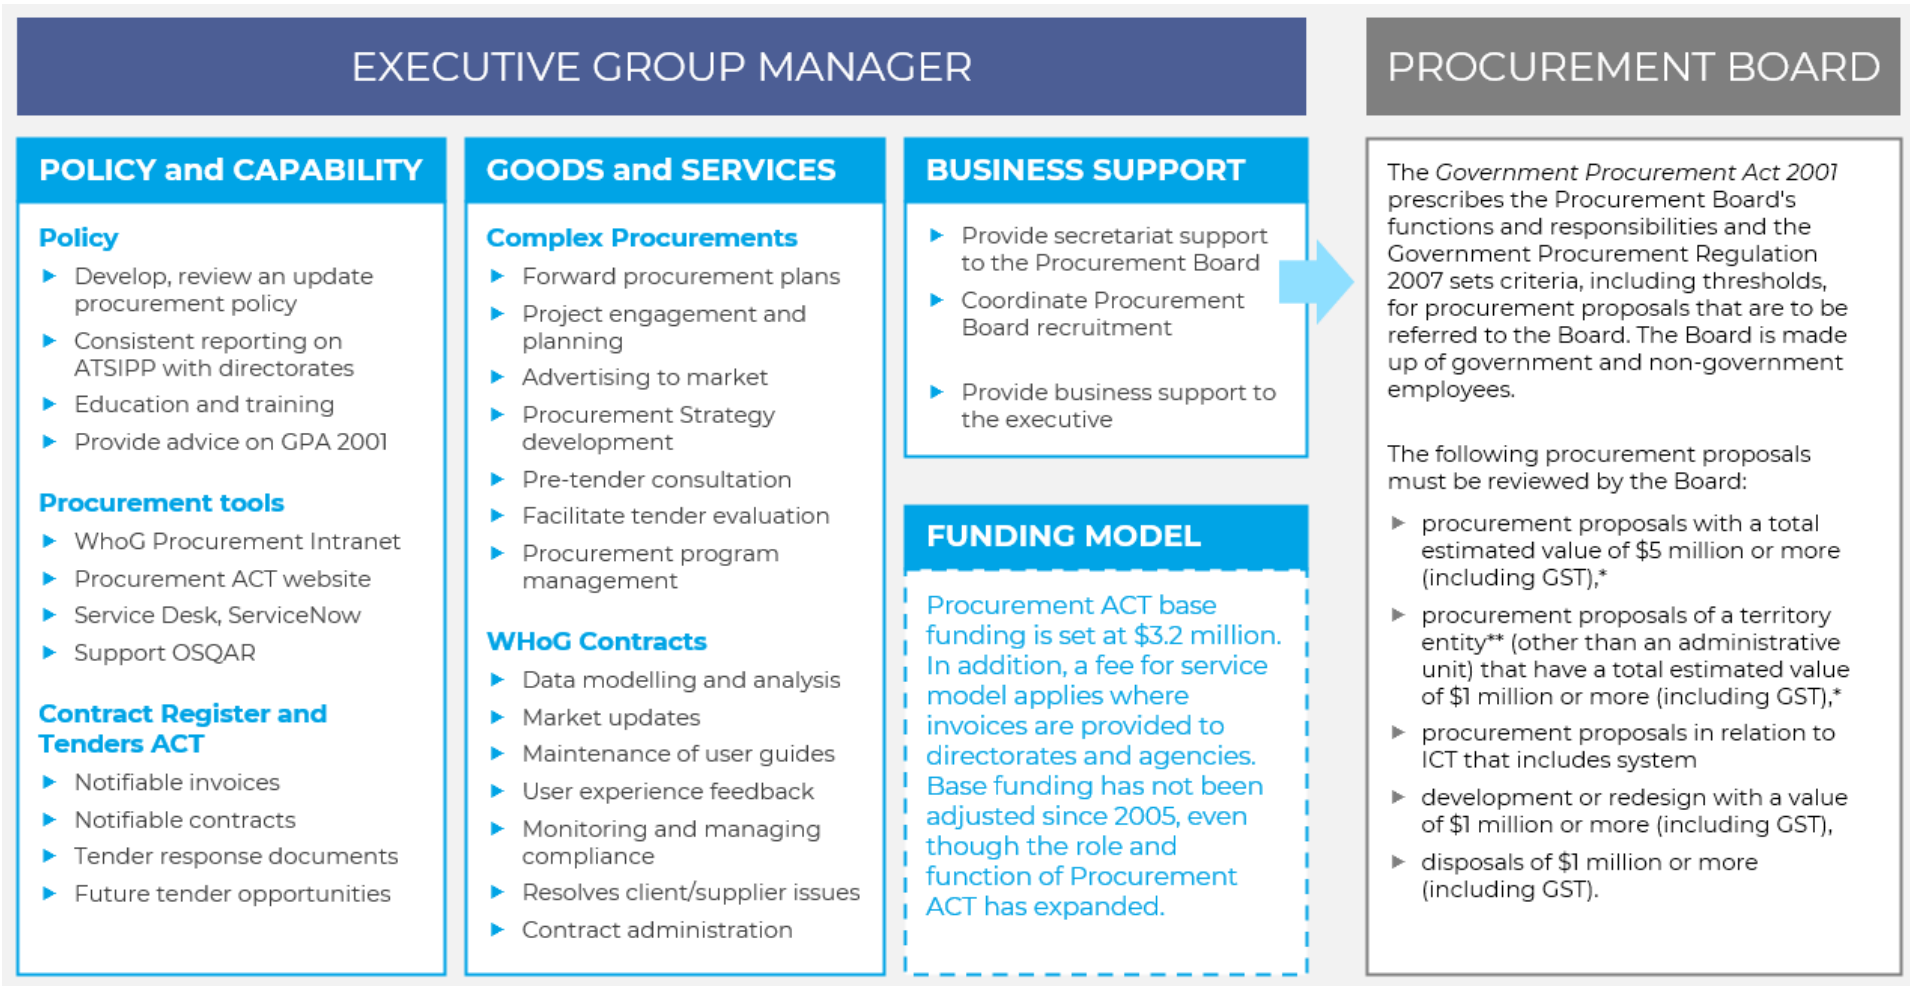 EXECUTIVE GROUP MANAGER
PROCUREMENT BOARD
POLICY and CAPABILITY
Policy
Develop, review an update
procurement policy
Consistent reporting on
ATSIPP with directorates
Education and training
Provide advice on GPA 2001
Procurement tools
WhoG Procurement Intranet
Procurement ACT website
Service Desk, ServiceNow
Support OSQAR
Contract Register and
Tenders ACT
Notifiable invoices
Notifiable contracts
Tender response documents
Future tender opportunities
GOODS and SERVICES
Complex Procurements
Forward procurement plans
Project engagement and
planning
Advertising to market
Procurement Strategy
development
Pre-tender consultation
Facilitate tender evaluation
Procurement program
management
WHoG Contracts
Data modelling and analysis
Market updates
Maintenance of user guides
User experience feedback
Monitoring and managing
compliance
Resolves client/supplier issues
Contract administration
BUSINESS SUPPORT
Provide secretariat support
to the Procurement Board
Coordinate Procurement
Board recruitment
Provide business support to
the executive
FUNDING MODEL
Procurement ACT base
funding is set at $3.2 million.
In addition, a fee for service
model applies where
invoices are provided to
directorates and agencies.
Base funding has not been
adjusted since 2005, even
though the role and
function of Procurement
ACT has expanded.
The Government Procurement Act 2001
prescribes the Procurement Board's
functions and responsibilities and the
Government Procurement Regulation
2007 sets criteria, including thresholds,
for procurement proposals that are to be
referred to the Board. The Board is made
up of government and non-government
employees.
The following procurement proposals
must be reviewed by the Board:
procurement proposals with a total
estimated value of $5 million or more
(including GST),*
procurement proposals of a territory
entity** (other than an administrative
unit) that have a total estimated value
of $1 million or more (including GST),*
procurement proposals in relation to
ICT that includes system
development or redesign with a value
of $1 million or more (including GST),
disposals of $1 million or more
(including GST).